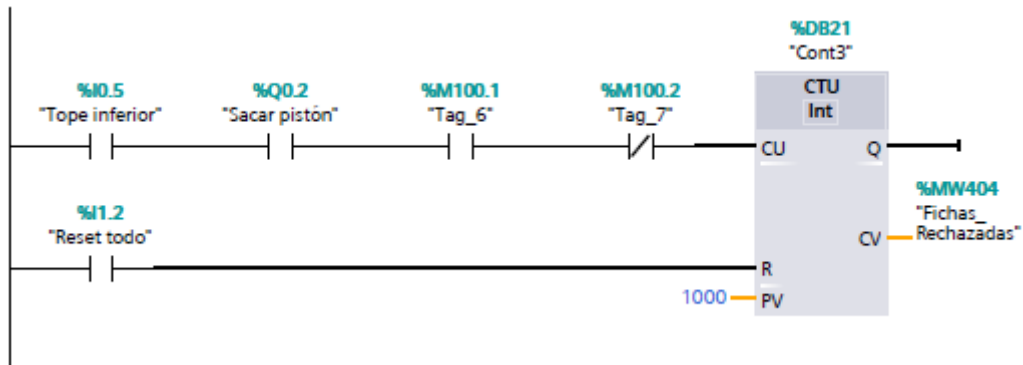 %DB21
"Cont3"
%I0.5
"Tope inferior"
%Q0.2
"Sacar pistón"
%M100.1
"Tag_6"
%M100.2
"Tag_7"
CTU
Int
CU
Q
%MW404
"Fichas_
Rechazadas"
CV
%I1.2
"Reset todo"
R
1000
PV